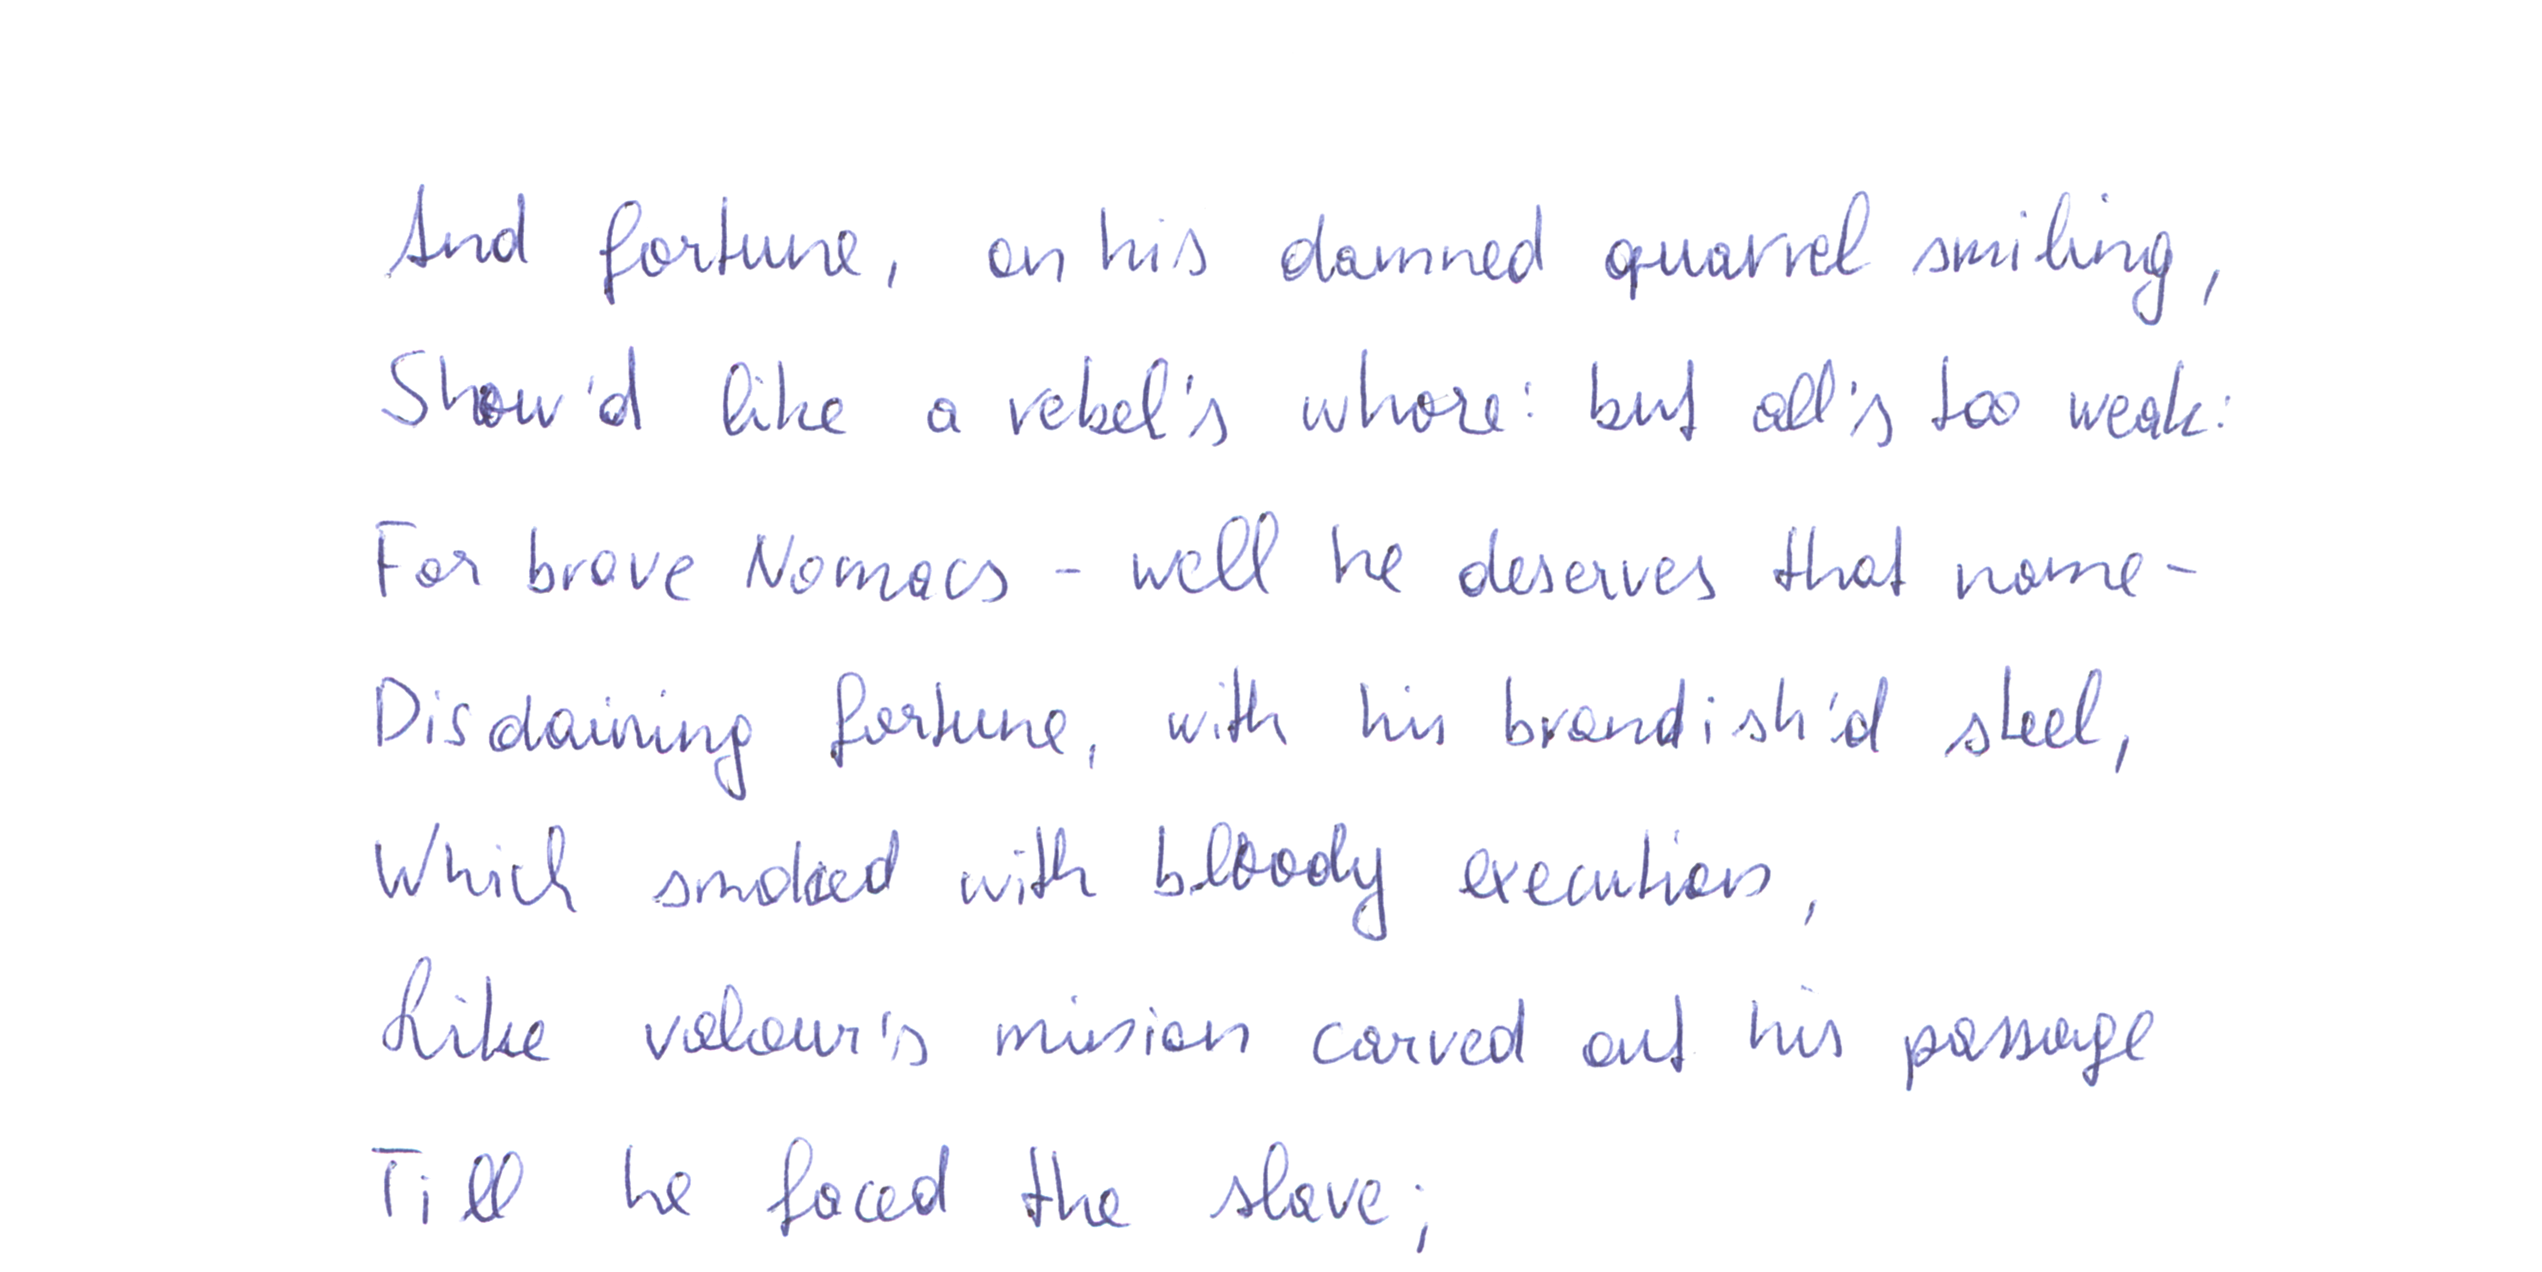 And fortune, on his damned quarrel smiling,
Show'd like a rebel's whore: but all's too weak:
For brave Nomacs - well he deserves that name -
Disdaining fortune, with his brandish'd steel,
Which smoked with bloody execution,
Like valour's mission carved out his passage
Till he faced the slave;